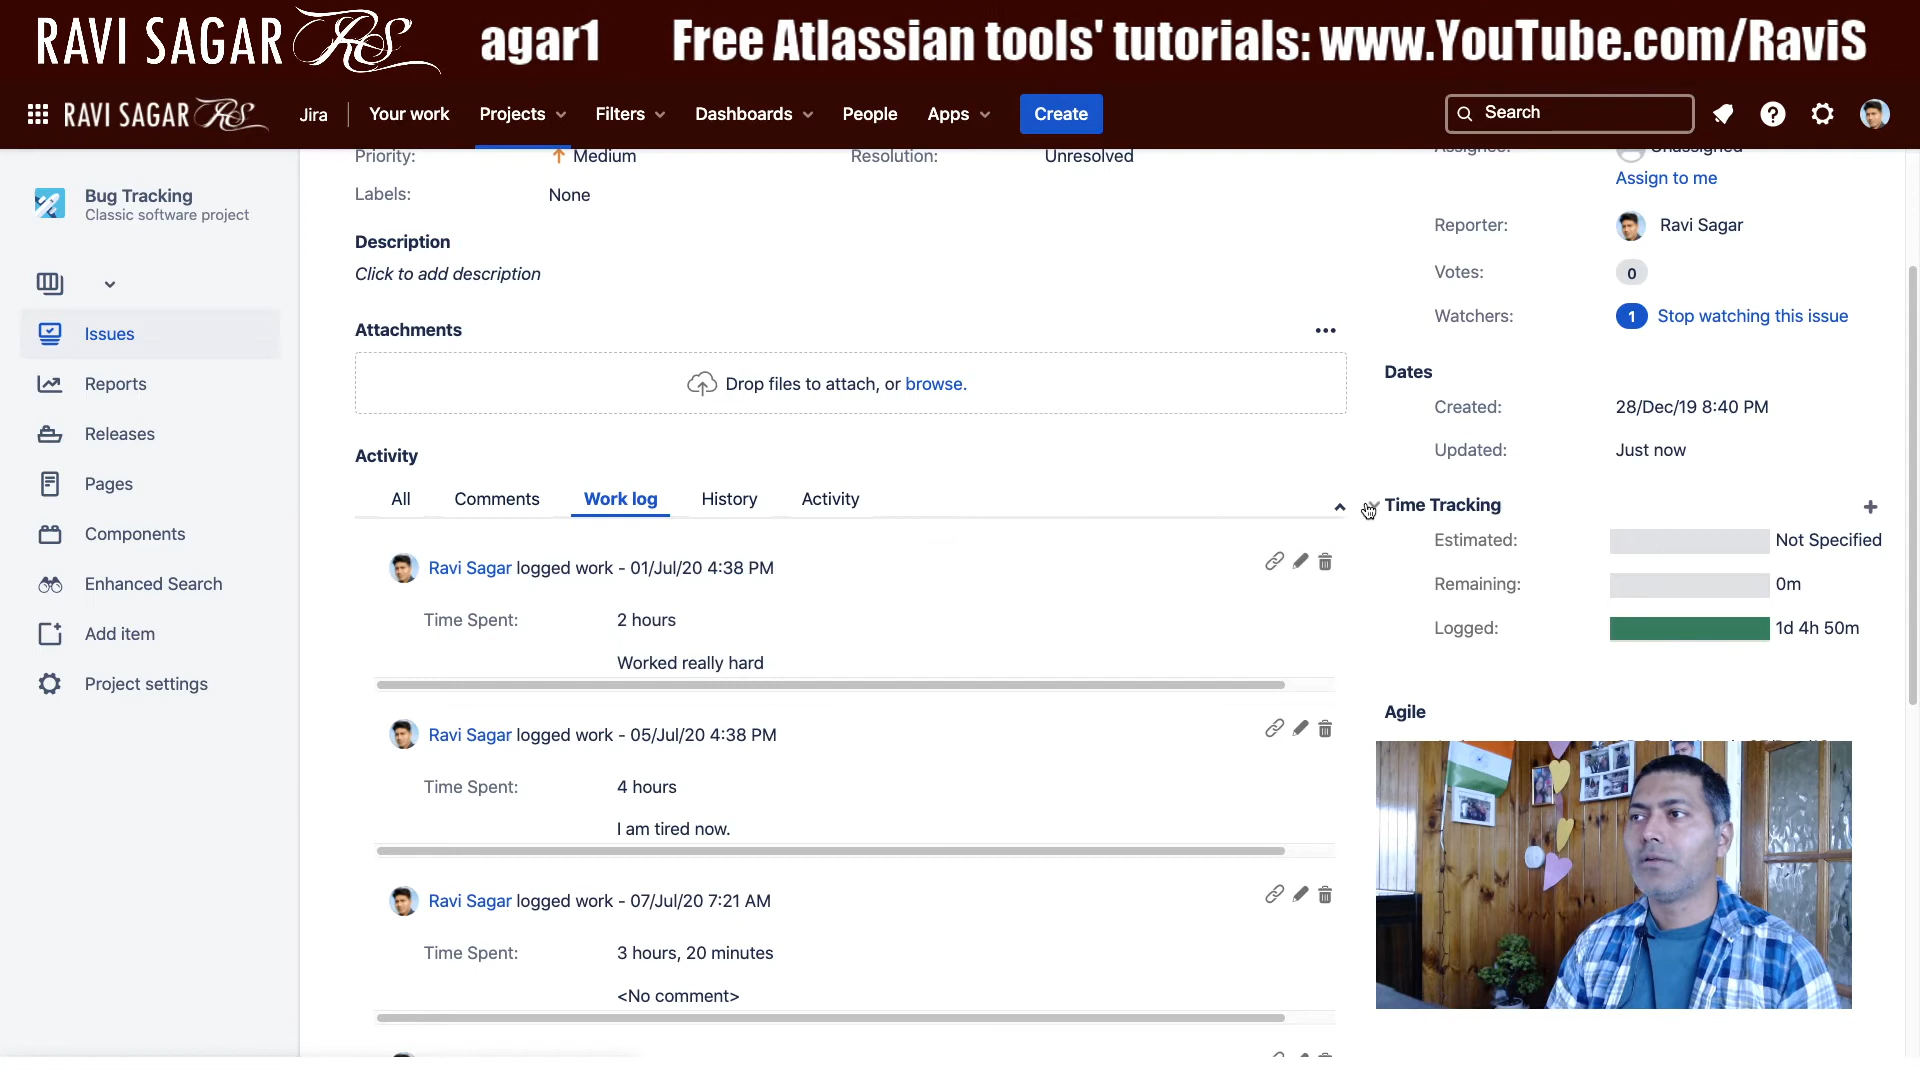 RAVI SAGAR RS agar1 Free Atlassian tools' tutorials: www.YouTube.com/RaviS
RAVI SAGAR RS Jira Your work Projects Filters Dashboards People Apps Create Search
Bug Tracking
Classic software project
Issues
Reports
Releases
Pages
Components
Enhanced Search
Add item
Project settings
Priority: Medium Resolution: Unresolved
Labels: None
Description
Click to add description
Attachments
Drop files to attach, or browse.
Activity
All Comments Work log History Activity
Ravi Sagar logged work - 01/Jul/20 4:38 PM
Time Spent: 2 hours
Worked really hard
Ravi Sagar logged work - 05/Jul/20 4:38 PM
Time Spent: 4 hours
I am tired now.
Ravi Sagar logged work - 07/Jul/20 7:21 AM
Time Spent: 3 hours, 20 minutes
<No comment>
Assignee: Unassigned
Assign to me
Reporter: Ravi Sagar
Votes: 0
Watchers: 1 Stop watching this issue
Dates
Created: 28/Dec/19 8:40 PM
Updated: Just now
Time Tracking
Estimated: Not Specified
Remaining: 0m
Logged: 1d 4h 50m
Agile